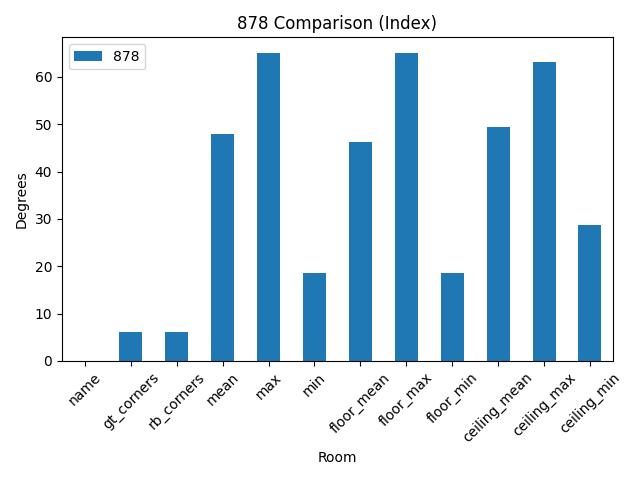 878 Comparison (Index)
878
Degrees
60
50
40
30
20
10
0
name
gt_corners
rb_corners
mean
max
min
floor_mean
floor_max
floor_min
ceiling_mean
ceiling_max
ceiling_min
Room